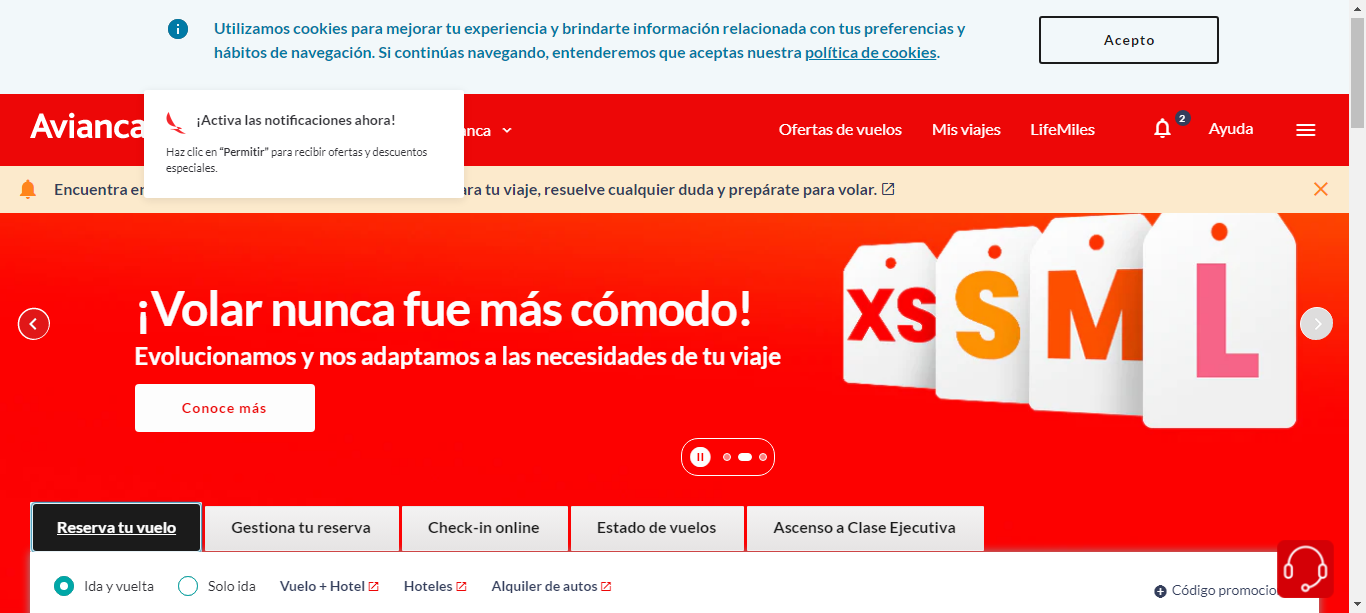 Utilizamos cookies para mejorar tu experiencia y brindarte información relacionada con tus preferencias y
hábitos de navegación. Si continúas navegando, entenderemos que aceptas nuestra política de cookies.
Acepto
Avianca
¡Activa las notificaciones ahora!
Haz clic en “Permitir” para recibir ofertas y descuentos
especiales.
Ofertas de vuelos
Mis viajes
LifeMiles
2
Ayuda
Encuentra
para tu viaje, resuelve cualquier duda y prepárate para volar.
¡Volar nunca fue más cómodo!
Evolucionamos y nos adaptamos a las necesidades de tu viaje
Conoce más
XS
S
M
L
Reserva tu vuelo
Gestiona tu reserva
Check-in online
Estado de vuelos
Ascenso a Clase Ejecutiva
Ida y vuelta
Solo ida
Vuelo + Hotel
Hoteles
Alquiler de autos
Código promocio